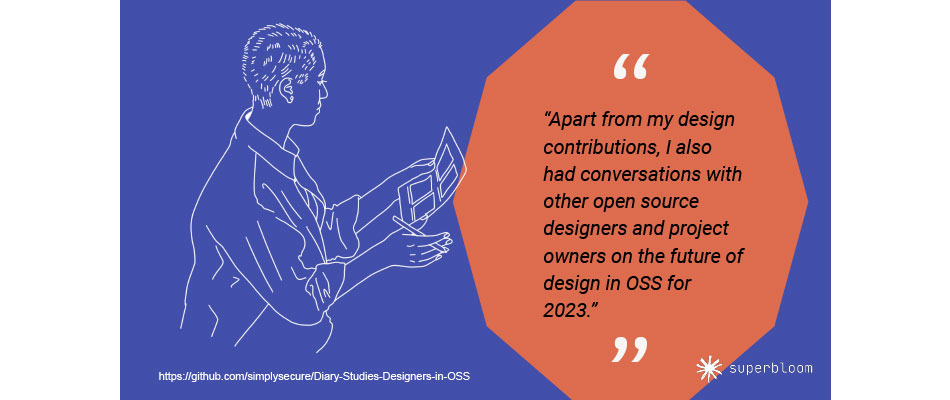 “
“Apart from my design
contributions, I also
had conversations with
other open source
designers and project
owners on the future of
design in OSS for
2023.”
”
https://github.com/simplysecure/Diary-Studies-Designers-in-OSS
superbloom